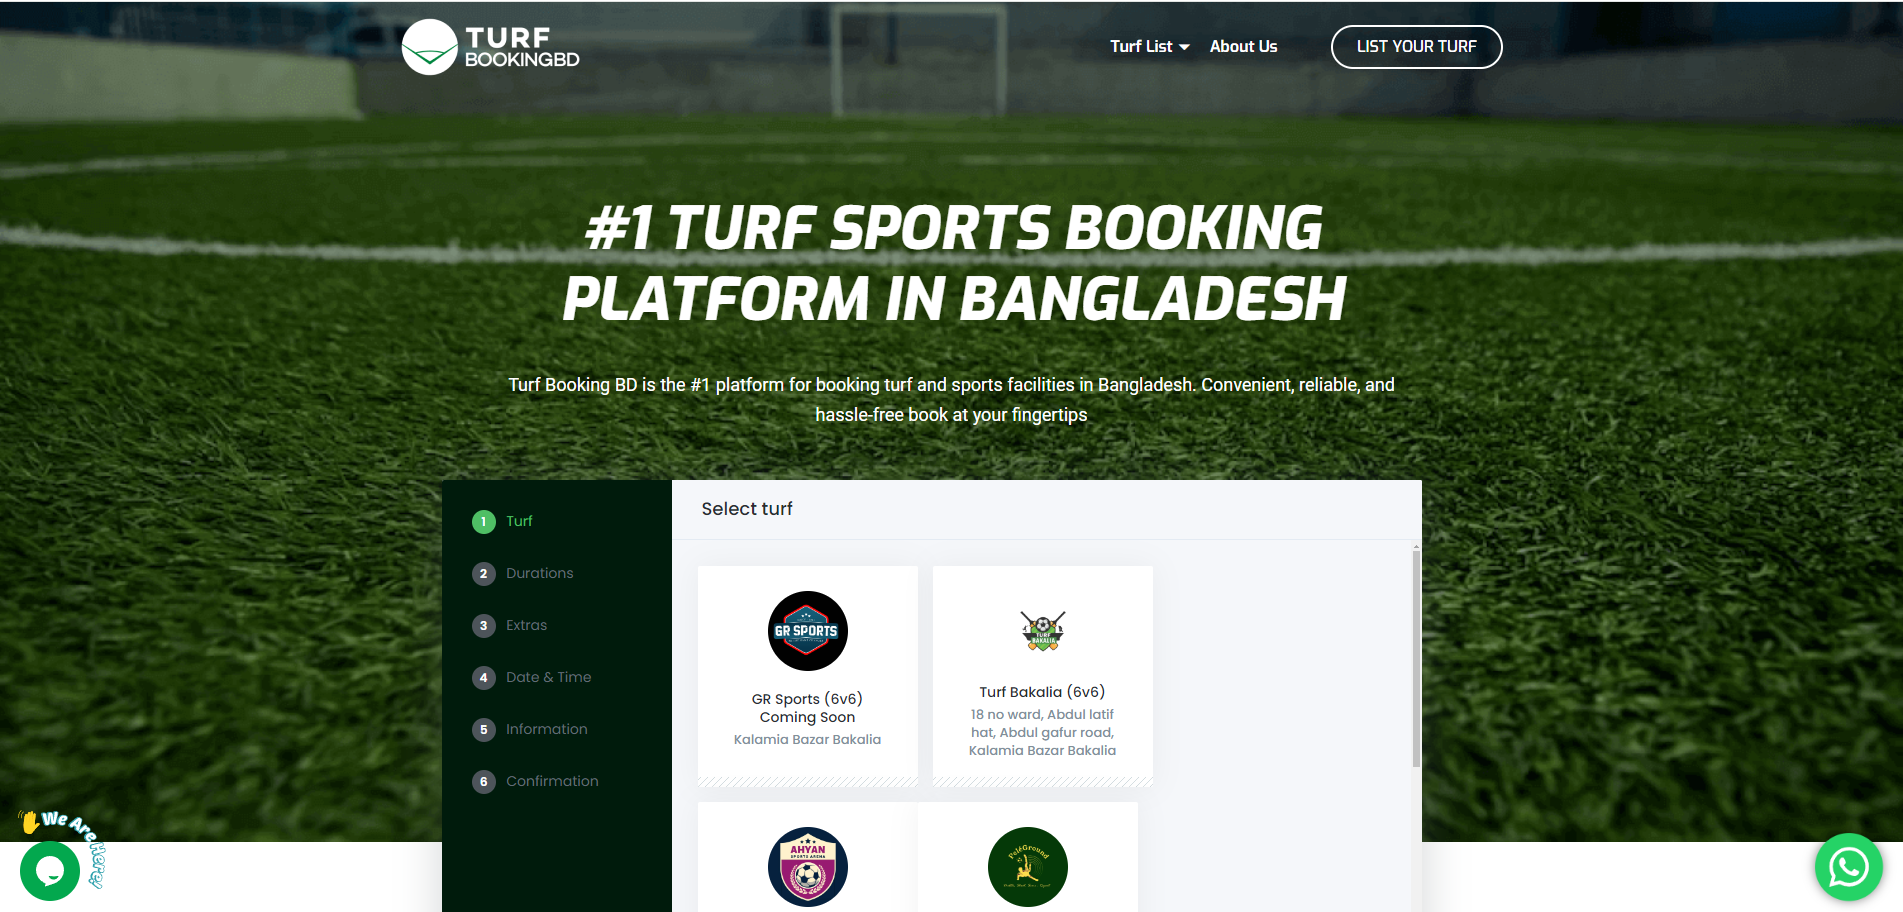 TURF
BOOKINGBD
Turf List
About Us
LIST YOUR TURF
#1 TURF SPORTS BOOKING
PLATFORM IN BANGLADESH
Turf Booking BD is the #1 platform for booking turf and sports facilities in Bangladesh. Convenient, reliable, and
hassle-free book at your fingertips
1 Turf
2 Durations
3 Extras
4 Date & Time
5 Information
6 Confirmation
Select turf
GR SPORTS
GR Sports (6v6)
Coming Soon
Kalamia Bazar Bakalia
TURF
BAKALIA
Turf Bakalia (6v6)
18 no ward, Abdul latif
hat, Abdul gafur road,
Kalamia Bazar Bakalia
AHYAN
SPORTS ARENA
PeléGround
We Are Here!